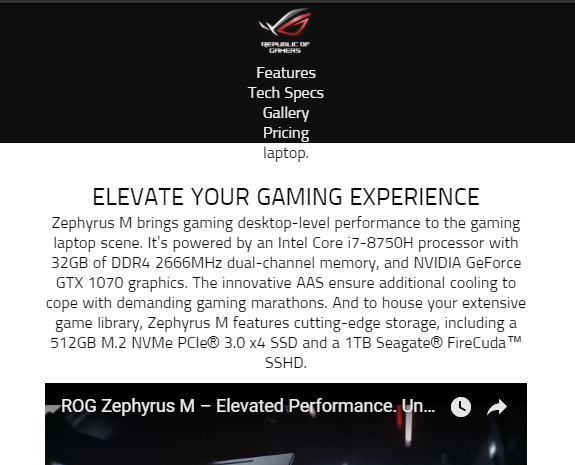 REPUBLIC OF
GAMERS
Features
Tech Specs
Gallery
Pricing
laptop.
ELEVATE YOUR GAMING EXPERIENCE
Zephyrus M brings gaming desktop-level performance to the gaming
laptop scene. It's powered by an Intel Core i7-8750H processor with
32GB of DDR4 2666MHz dual-channel memory, and NVIDIA GeForce
GTX 1070 graphics. The innovative AAS ensure additional cooling to
cope with demanding gaming marathons. And to house your extensive
game library, Zephyrus M features cutting-edge storage, including a
512GB M.2 NVMe PCIe® 3.0 x4 SSD and a 1TB Seagate® FireCuda™
SSHD.
ROG Zephyrus M – Elevated Performance. Un...